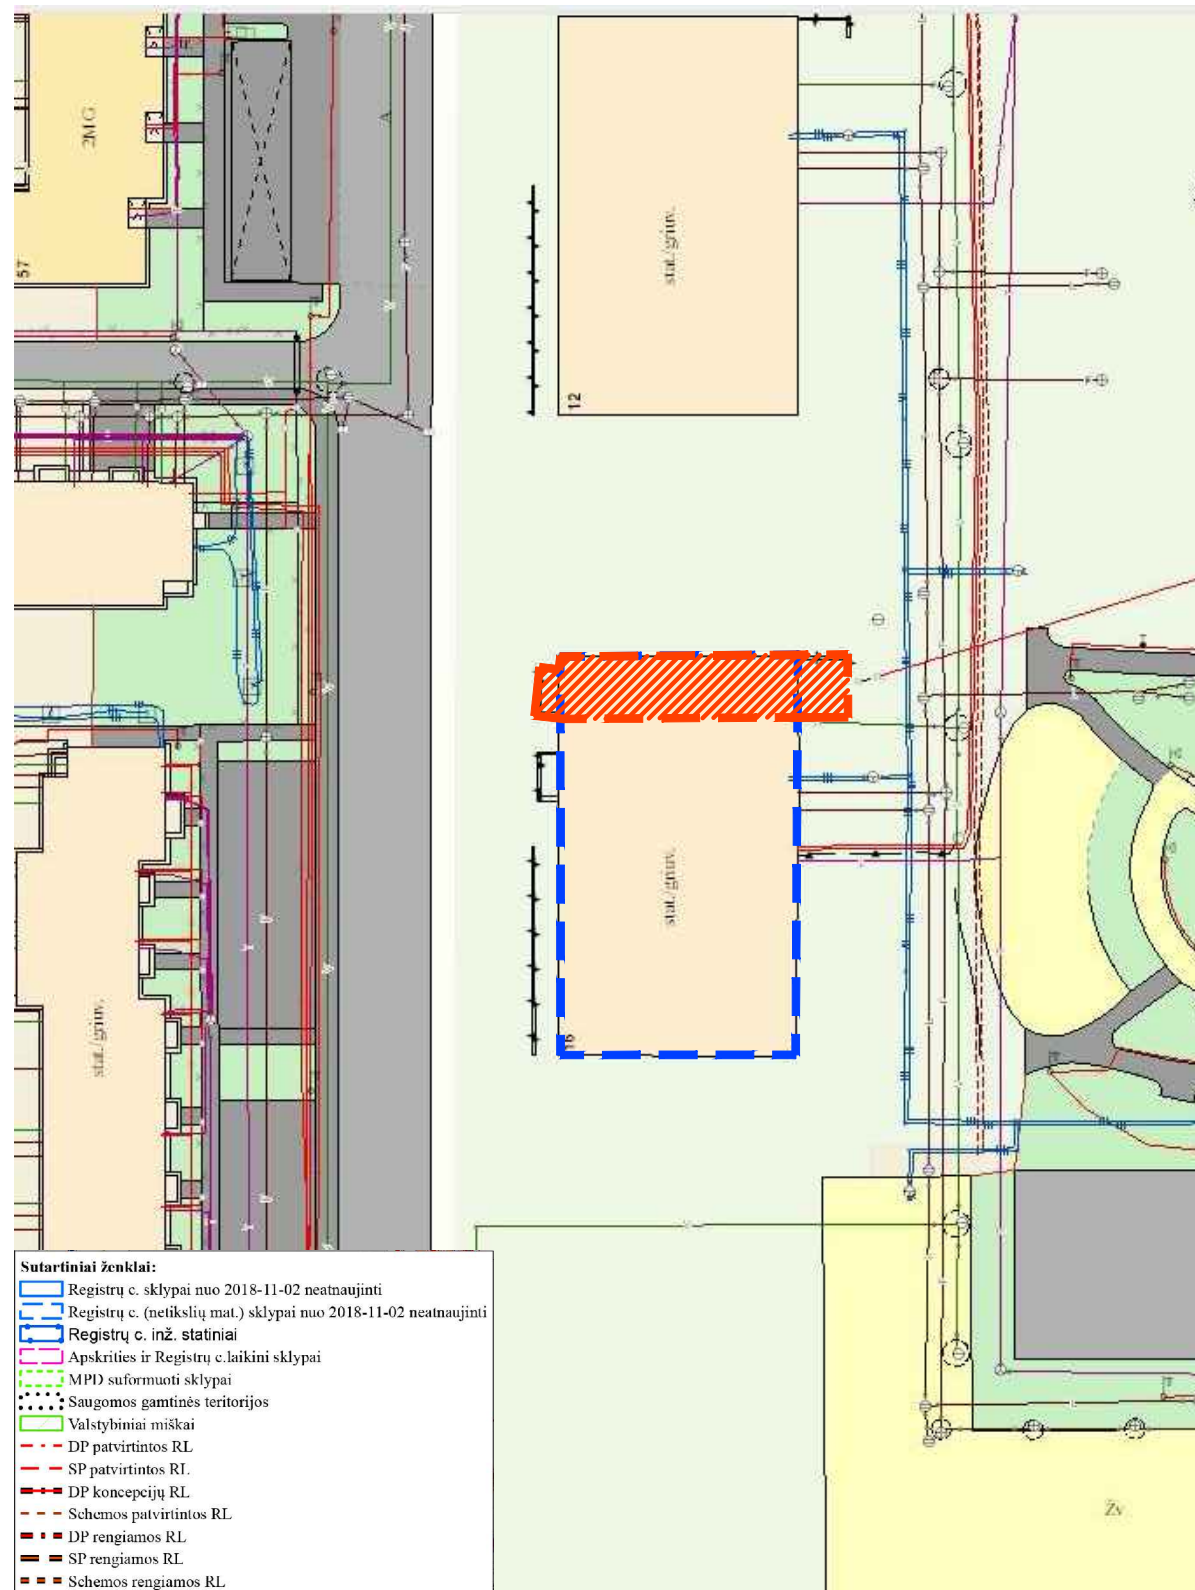 2MG
57
stat./griuv.
12
stat./griuv.
16
stat./griuv.
Žv
Sutartiniai ženklai:
Registrų c. sklypai nuo 2018-11-02 neatnaujinti
Registrų c. (netikslių mat.) sklypai nuo 2018-11-02 neatnaujinti
Registrų c. inž. statiniai
Apskrities ir Registrų c.laikini sklypai
MPD suformuoti sklypai
Saugomos gamtinės teritorijos
Valstybiniai miškai
DP patvirtintos RL
SP patvirtintos RL
DP koncepcijų RL
Schemos patvirtintos RL
DP rengiamos RL
SP rengiamos RL
Schemos rengiamos RL